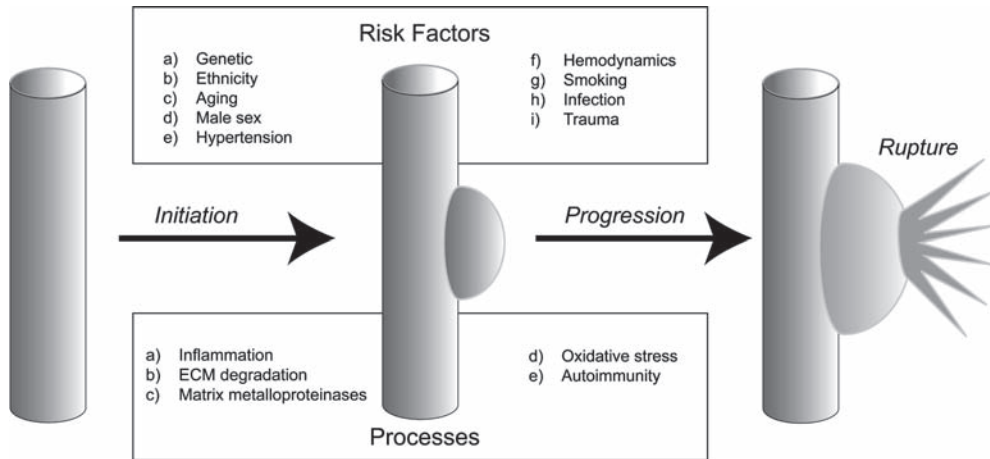 Risk Factors
a) Genetic
b) Ethnicity
c) Aging
d) Male sex
e) Hypertension
f) Hemodynamics
g) Smoking
h) Infection
i) Trauma
Initiation
Progression
Rupture
a) Inflammation
b) ECM degradation
c) Matrix metalloproteinases
d) Oxidative stress
e) Autoimmunity
Processes